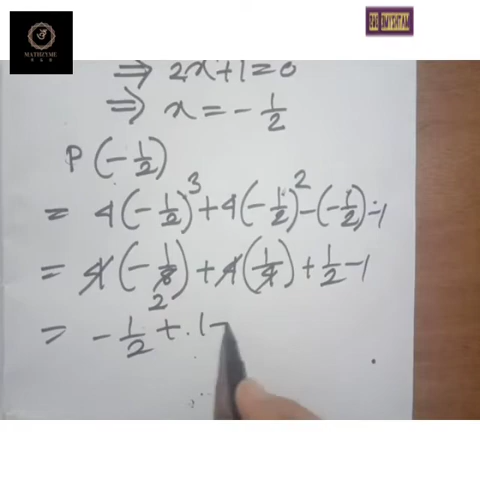 MATHZYME
⇒ 2x+1=0
⇒ x = - 1/2
P (- 1/2)
= 4(- 1/2)^3 + 4(- 1/2)^2 - (- 1/2) - 1
= 4(- 1/8) + 4(1/4) + 1/2 - 1
2
= - 1/2 + 1 -